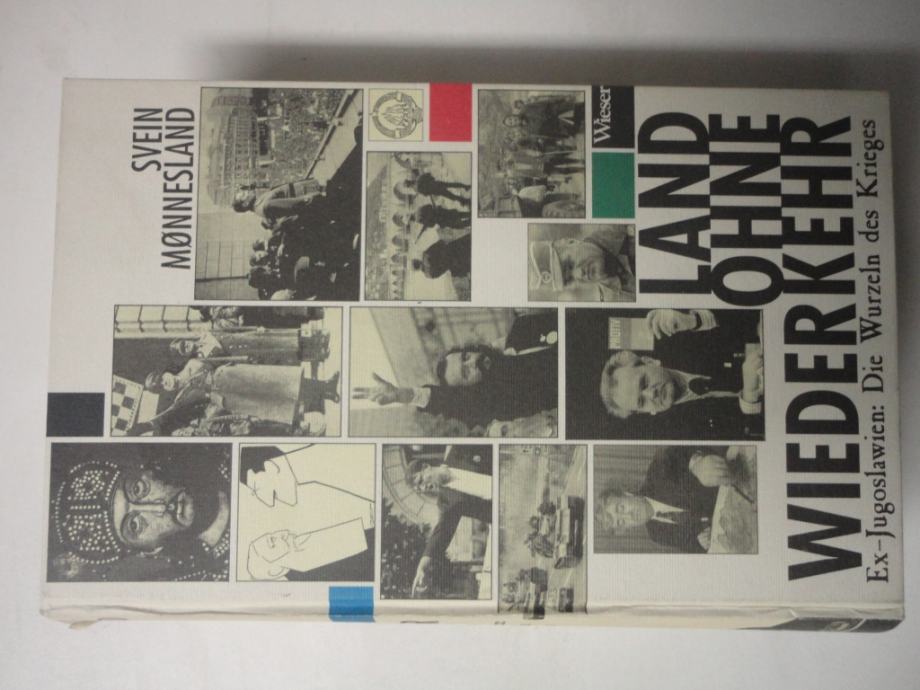 SVEIN
MØNNESLAND
Wieser
LAND
OHNE
WIEDERKEHR
Ex-Jugoslawien: Die Wurzeln des Krieges